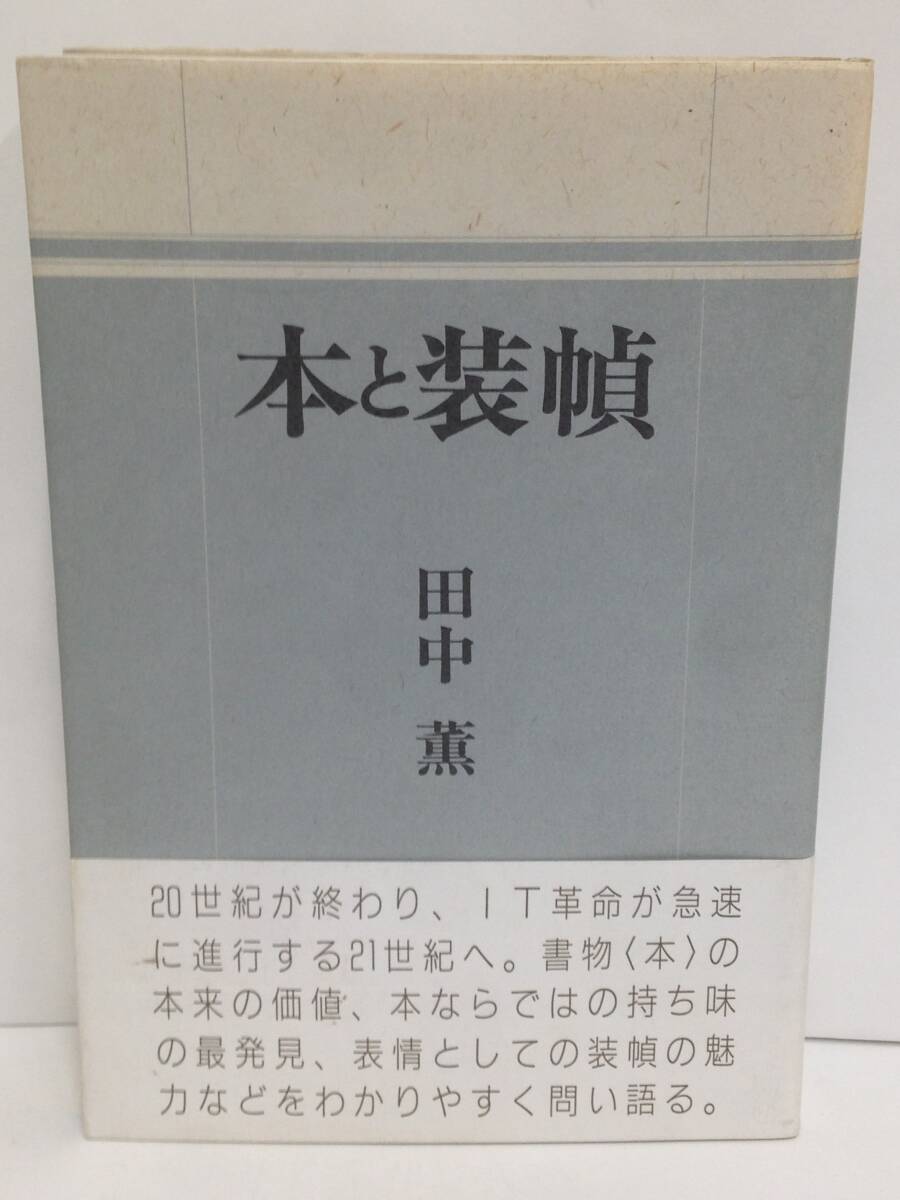 本と装幀
田中 薫
20世紀が終わり、IT革命が急速
に進行する21世紀へ。書物〈本〉の
本来の価値、本ならではの持ち味
の最発見、表情としての装幀の魅
力などをわかりやすく問い語る。